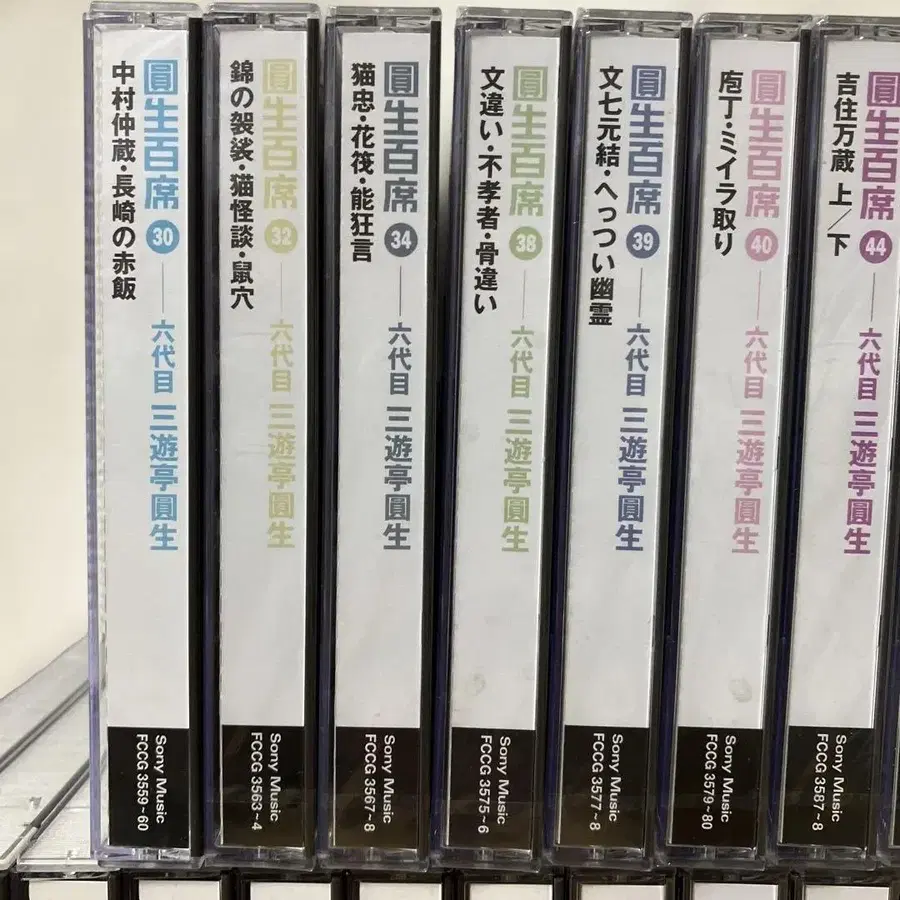 圓生百席 30 六代目 三遊亭圓生
中村仲蔵・長崎の赤飯
Sony Music
FCCG 3559~60
圓生百席 32 六代目 三遊亭圓生
錦の袈裟・猫怪談・鼠穴
Sony Music
FCCG 3563~4
圓生百席 34 六代目 三遊亭圓生
猫忠・花筏・能狂言
Sony Music
FCCG 3567~8
圓生百席 38 六代目 三遊亭圓生
文違い・不孝者・骨違い
Sony Music
FCCG 3575~6
圓生百席 39 六代目 三遊亭圓生
文七元結・へっつい幽霊
Sony Music
FCCG 3577~8
圓生百席 40 六代目 三遊亭圓生
庖丁・ミイラ取り
Sony Music
FCCG 3579~80
圓生百席 44 六代目 三遊亭圓生
吉住万蔵 上/下
Sony Music
FCCG 3587~8